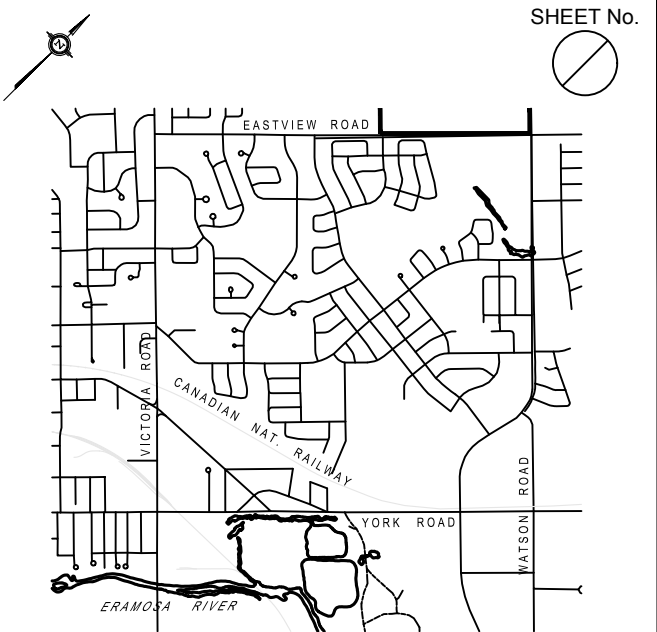 SHEET No.
N
EASTVIEW ROAD
VICTORIA ROAD
CANADIAN NAT. RAILWAY
YORK ROAD
WATSON ROAD
ERAMOSA RIVER